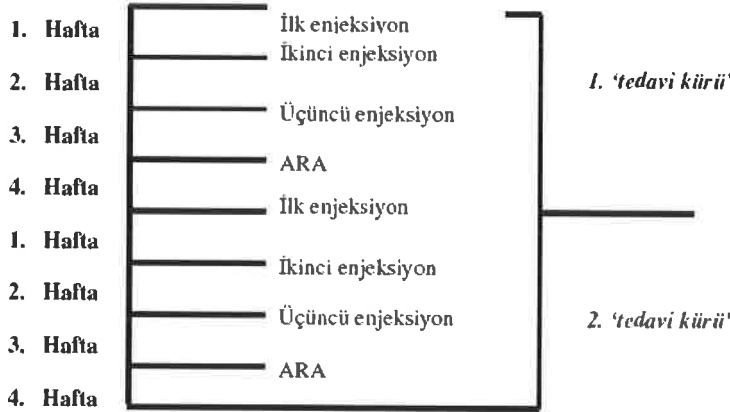 1. Hafta
İlk enjeksiyon
İkinci enjeksiyon
2. Hafta
1. ‘tedavi kürü’
Üçüncü enjeksiyon
3. Hafta
ARA
4. Hafta
İlk enjeksiyon
1. Hafta
İkinci enjeksiyon
2. Hafta
Üçüncü enjeksiyon
2. ‘tedavi kürü’
3. Hafta
ARA
4. Hafta